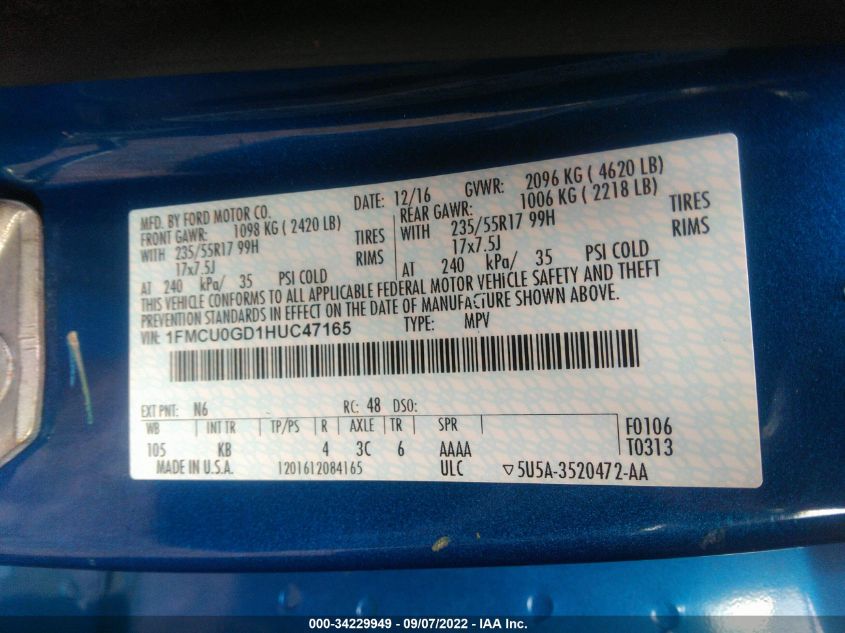 MFD. BY FORD MOTOR CO.
DATE: 12/16 GVWR: 2096 KG ( 4620 LB)
FRONT GAWR: 1098 KG ( 2420 LB)
WITH 235/55R17 99H TIRES
17x7.5J RIMS
AT 240 kPa/ 35 PSI COLD
REAR GAWR: 1006 KG ( 2218 LB)
WITH 235/55R17 99H TIRES
17x7.5J RIMS
AT 240 kPa/ 35 PSI COLD
THIS VEHICLE CONFORMS TO ALL APPLICABLE FEDERAL MOTOR VEHICLE SAFETY AND THEFT
PREVENTION STANDARDS IN EFFECT ON THE DATE OF MANUFACTURE SHOWN ABOVE.
VIN: 1FMCU0GD1HUC47165 TYPE: MPV
EXT PNT: N6 RC: 48 DSO:
WB INT TR TP/PS R AXLE TR SPR
105 KB 4 3C 6 AAAA
F0106
T0313
MADE IN U.S.A. 1201612084165 ULC ▽5U5A-3520472-AA
000-34229949 - 09/07/2022 - IAA Inc.